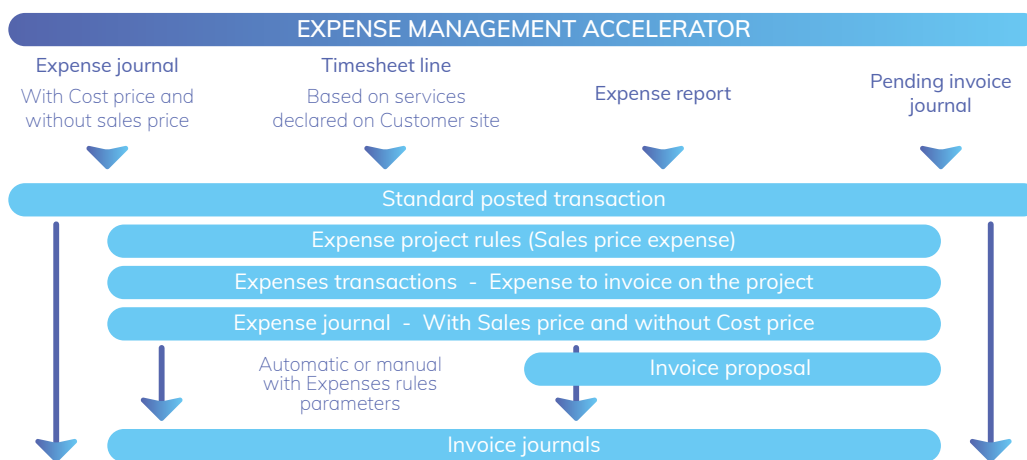 EXPENSE MANAGEMENT ACCELERATOR
Expense journal
With Cost price and
without sales price
Timesheet line
Based on services
declared on Customer site
Expense report
Pending invoice
journal
Standard posted transaction
Expense project rules (Sales price expense)
Expenses transactions - Expense to invoice on the project
Expense journal - With Sales price and without Cost price
Automatic or manual
with Expenses rules
parameters
Invoice proposal
Invoice journals